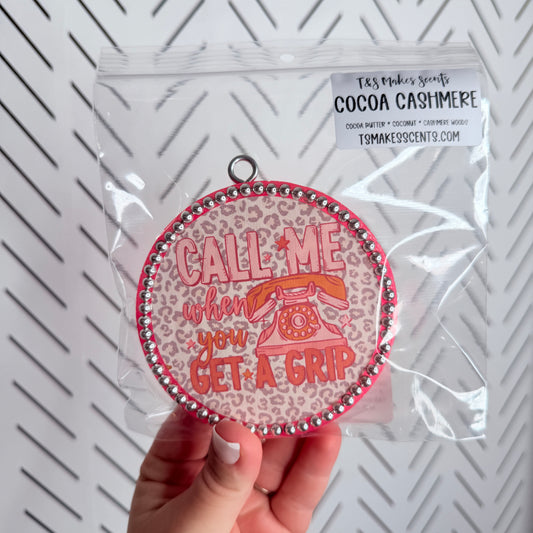 T&S Makes Scents
COCOA CASHMERE
COCOA BUTTER * COCONUT * CASHMERE WOODS
TSMAKESSCENTS.COM
CALL ME
when
you
GET A GRIP